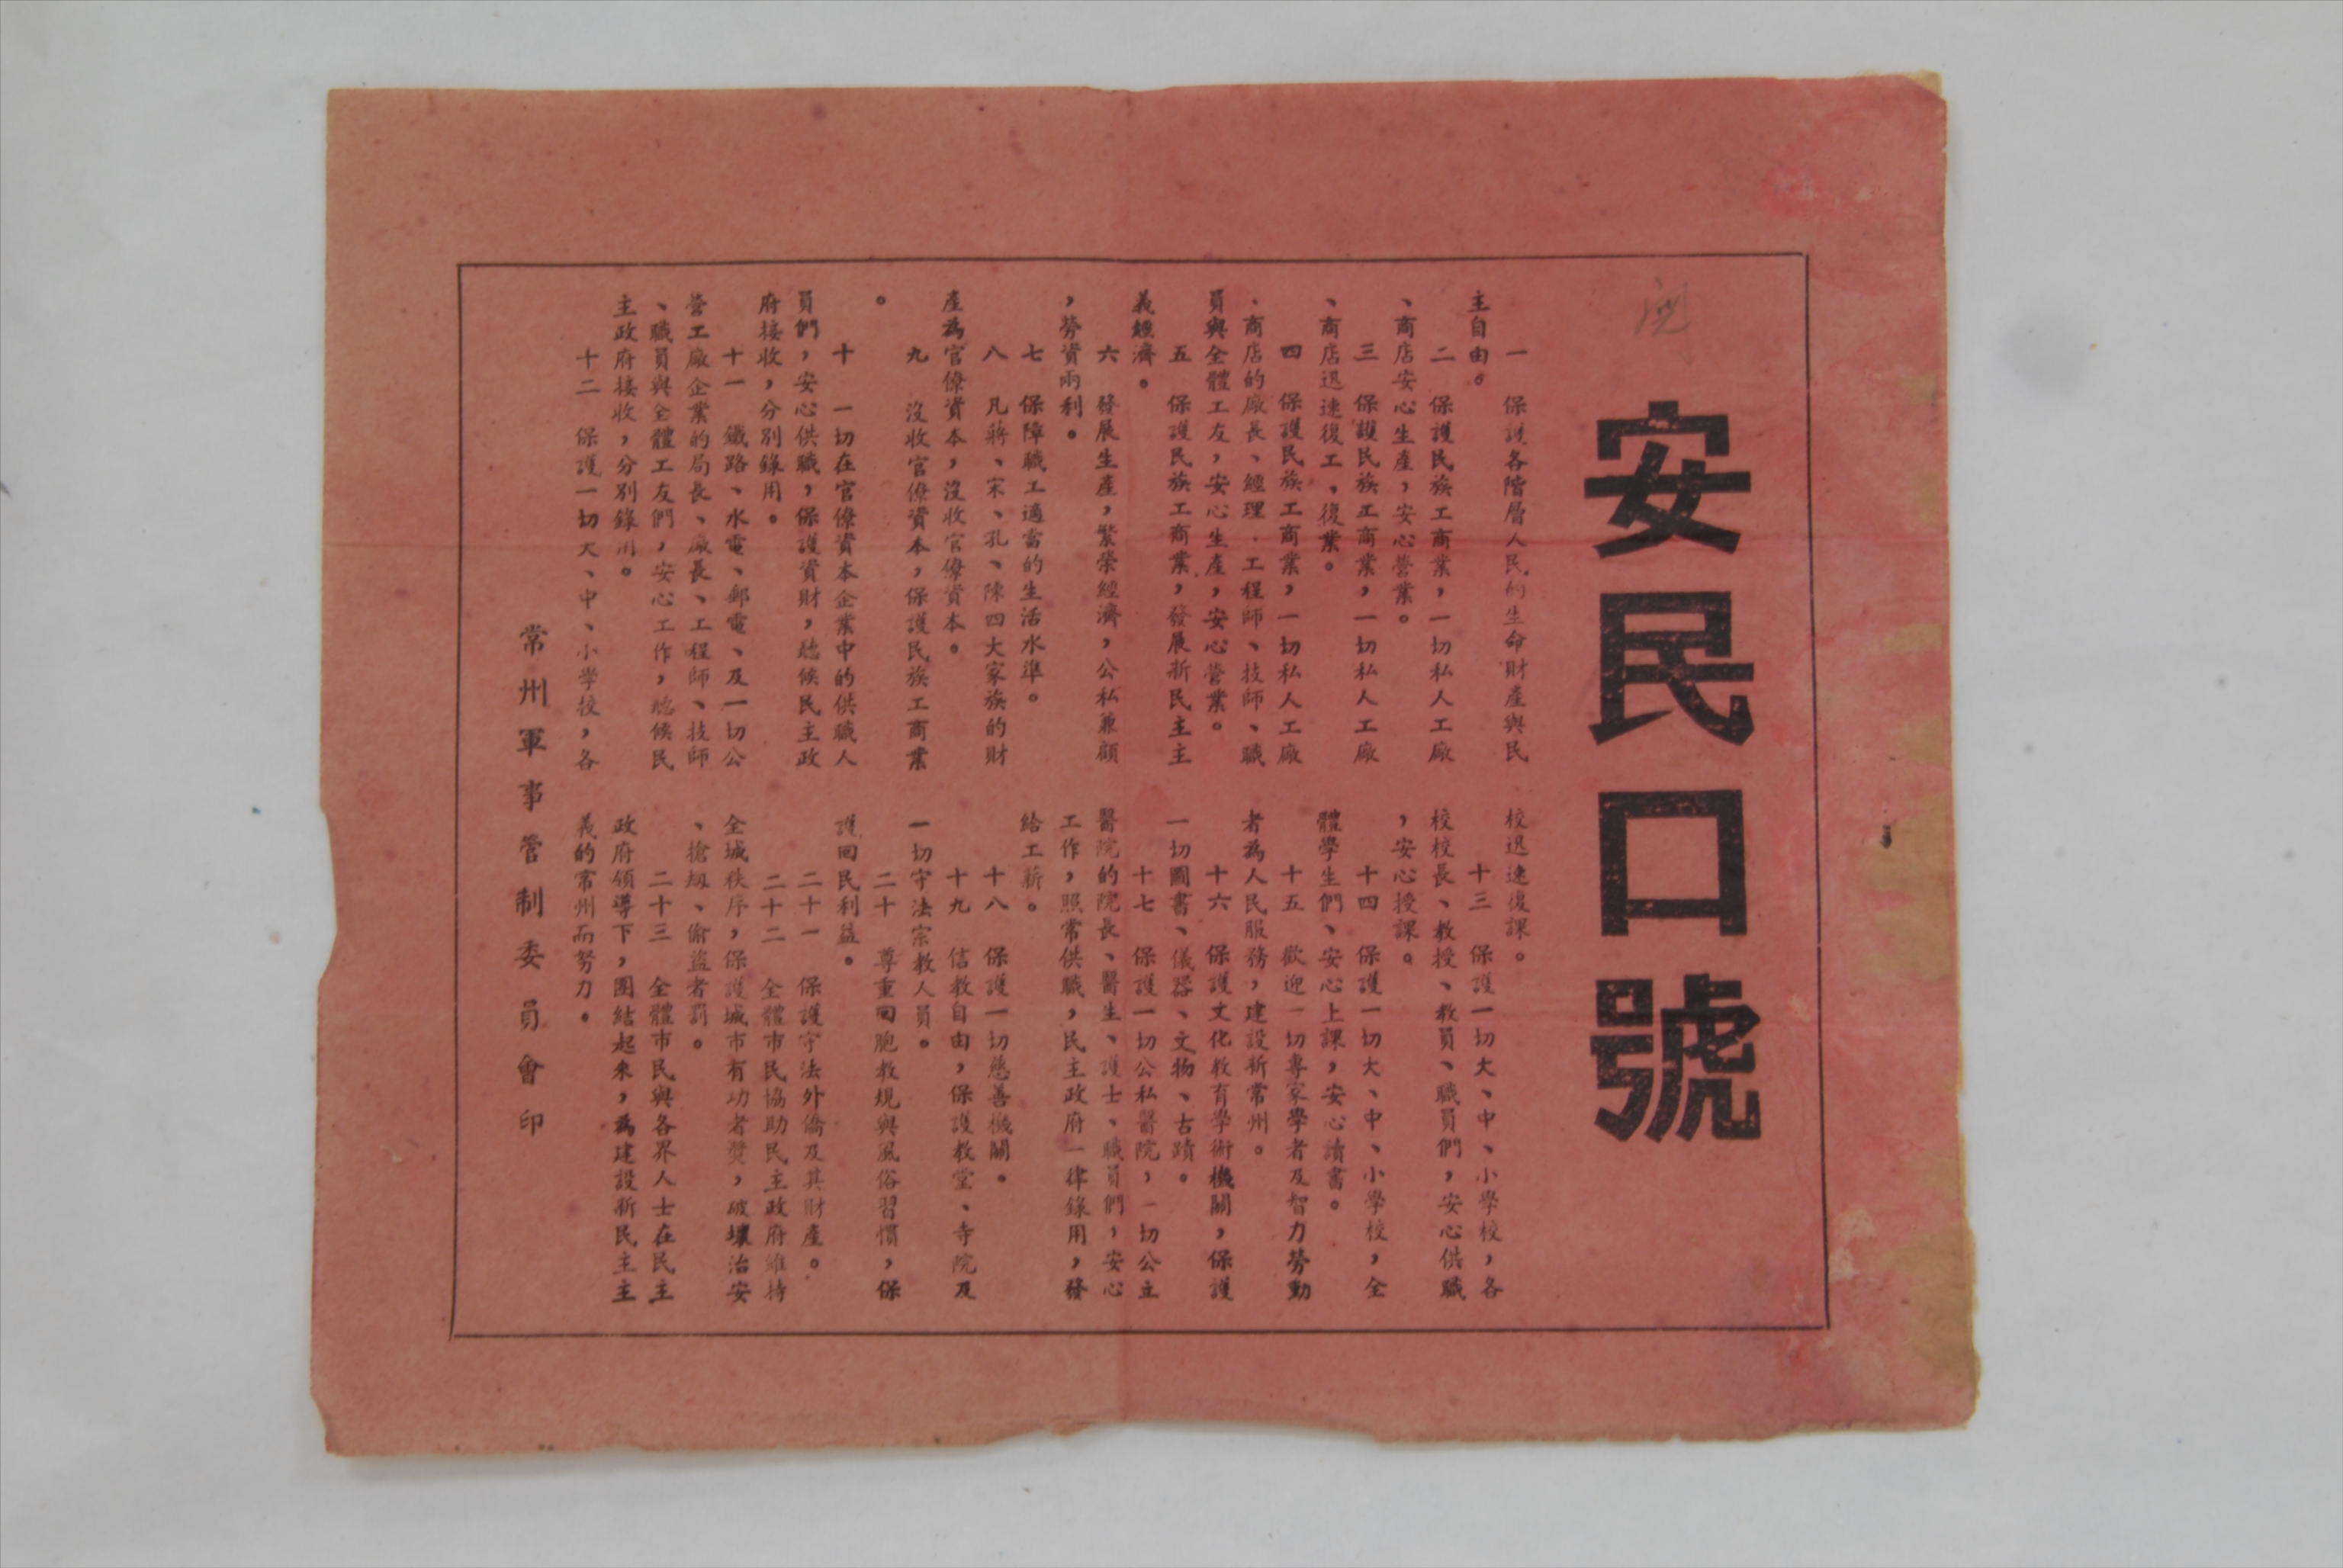 安民口號
一　保護各階層人民的生命財產與民
主自由。
二　保護民族工商業，一切私人工廠
、商店安心生產，安心營業。
三　保護民族工商業，一切私人工廠
、商店迅速復工、復業。
四　保護民族工商業，一切私人工廠
、商店的廠長、經理、工程師、技師、職
員與全體工友，安心生產，安心營業。
五　保護民族工商業，發展新民主主
義經濟。
六　發展生產，繁榮經濟，公私兼顧
，勞資兩利。
七　保障職工適當的生活水準。
八　凡蔣、宋、孔、陳四大家族的財
產為官僚資本，沒收官僚資本。
九　沒收官僚資本，保護民族工商業
。
十　一切在官僚資本企業中的供職人
員們，安心供職，保護資財，聽候民主政
府接收，分別錄用。
十一　鐵路、水電、郵電、及一切公
營工廠企業的局長、廠長、工程師、技師
、職員與全體工友們，安心工作，聽候民
主政府接收，分別錄用。
十二　保護一切大、中、小學校，各
校迅速復課。
十三　保護一切大、中、小學校，各
校校長、教授、教員、職員們，安心供職
，安心授課。
十四　保護一切大、中、小學校，全
體學生們、安心上課，安心讀書。
十五　歡迎一切專家學者及智力勞動
者為人民服務，建設新常州。
十六　保護文化教育學術機關，保護
一切圖書、儀器、文物、古蹟。
十七　保護一切公私醫院，一切公立
醫院的院長、醫生、護士、職員們，安心
工作，照常供職，民主政府一律錄用，發
給工薪。
十八　保護一切慈善機關。
十九　信教自由，保護教堂、寺院及
一切守法宗教人員。
二十　尊重回胞教規與風俗習慣，保
護回民利益。
二十一　保護守法外僑及其財產。
二十二　全體市民協助民主政府維持
全城秩序，保護城市有功者獎，破壞治安
、搶刼、偷盜者罰。
二十三　全體市民與各界人士在民主
政府領導下，團結起來，為建設新民主主
義的常州而努力。
常州軍事管制委員會印